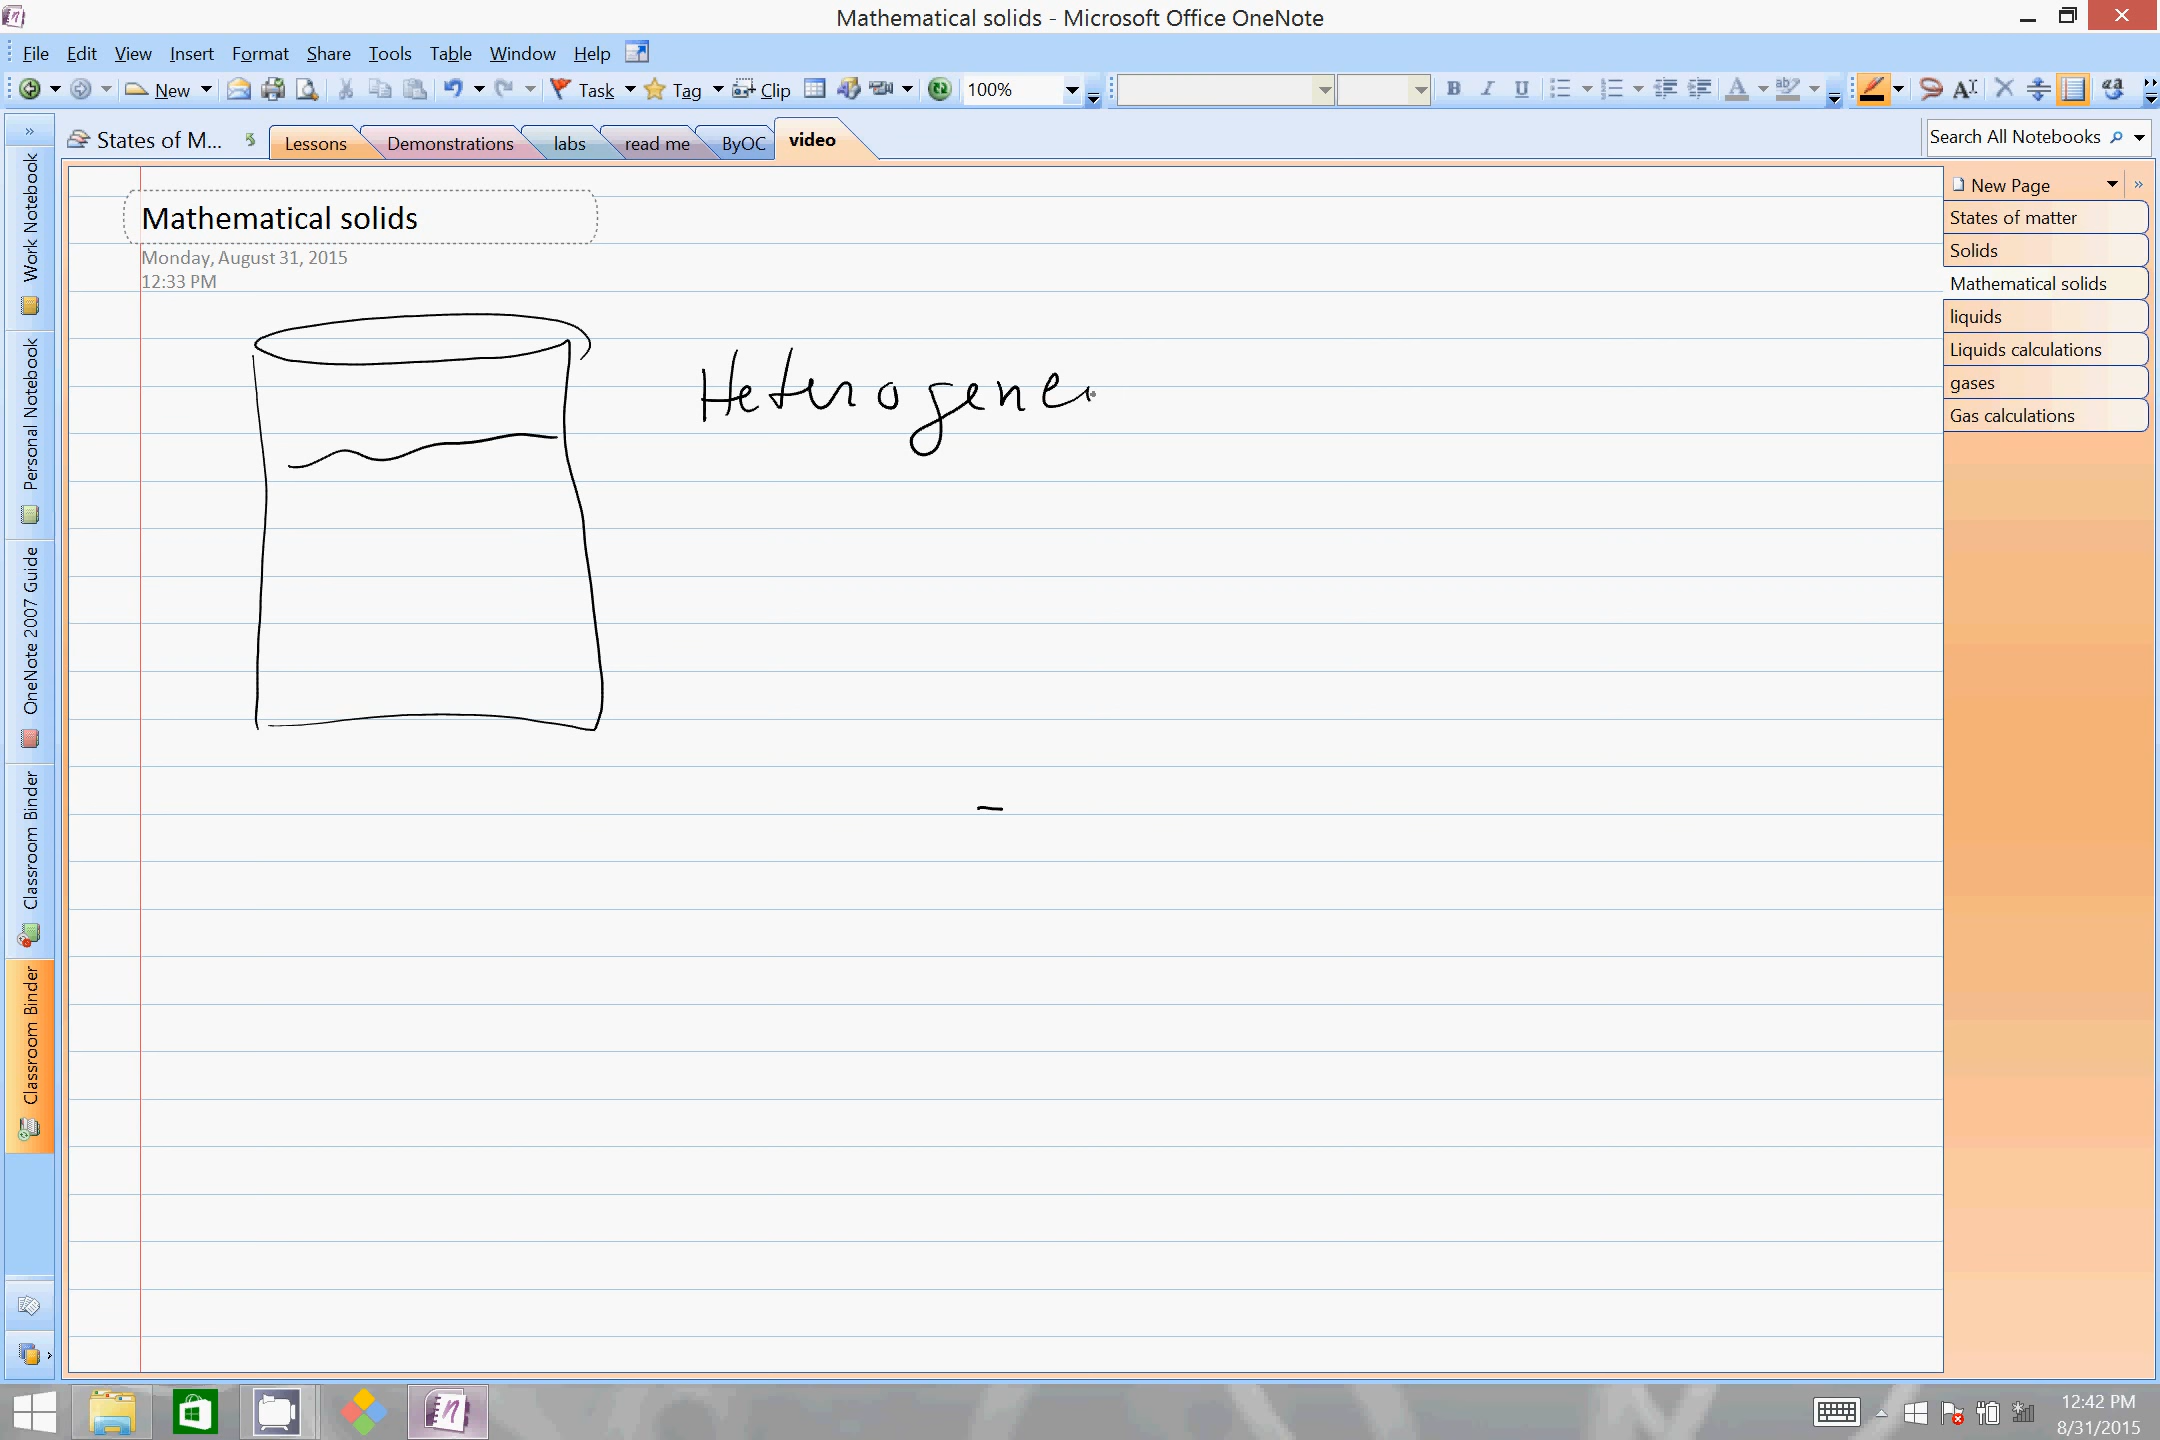 Mathematical solids - Microsoft Office OneNote
File Edit View Insert Format Share Tools Table Window Help
New Task Tag Clip 100% B I U
States of M... Lessons Demonstrations labs read me ByOC video Search All Notebooks
Work Notebook
Personal Notebook
OneNote 2007 Guide
Classroom Binder
Classroom Binder
Mathematical solids
Monday, August 31, 2015
12:33 PM
Heterogene
New Page
States of matter
Solids
Mathematical solids
liquids
Liquids calculations
gases
Gas calculations
12:42 PM
8/31/2015